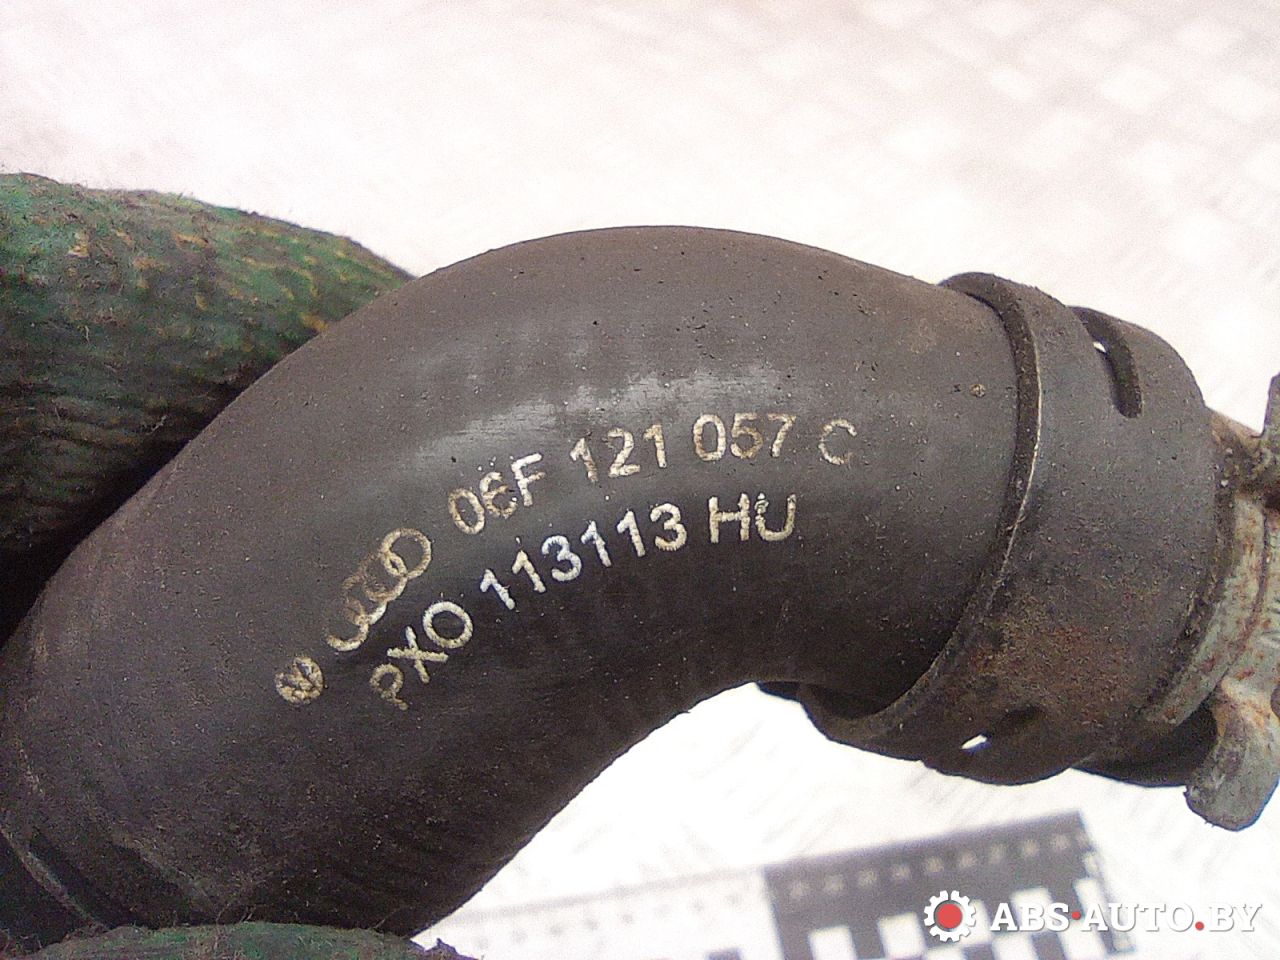 06F 121 057 C
PXO 113113 HU
ABS-AUTO.BY